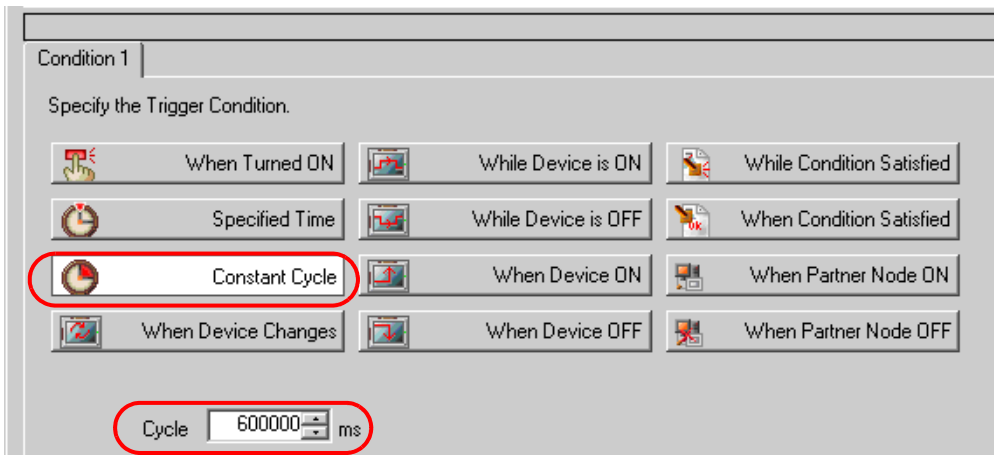 Condition 1
Specify the Trigger Condition.
When Turned ON While Device is ON While Condition Satisfied
Specified Time While Device is OFF When Condition Satisfied
Constant Cycle When Device ON When Partner Node ON
When Device Changes When Device OFF When Partner Node OFF
Cycle 600000 ms